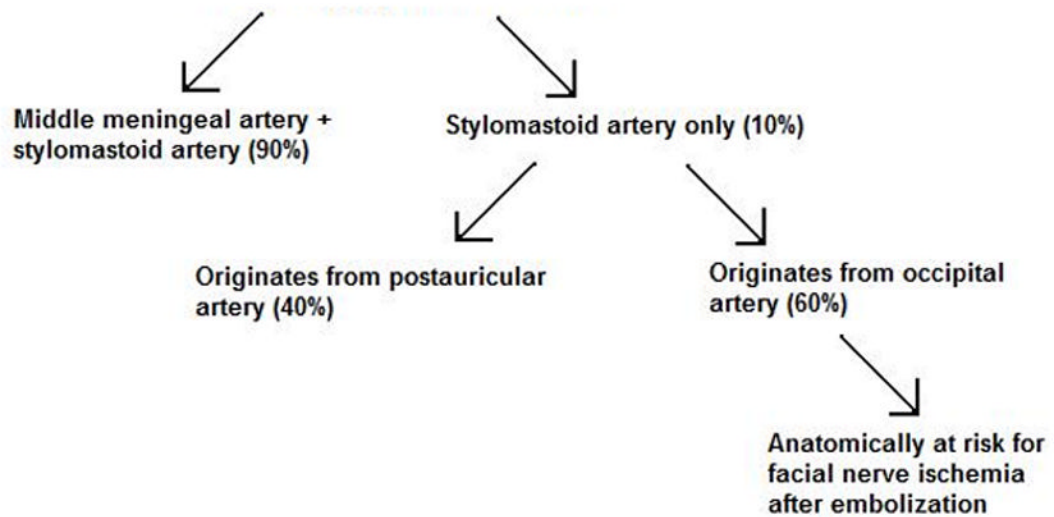 Middle meningeal artery +
stylomastoid artery (90%)
Stylomastoid artery only (10%)
Originates from postauricular
artery (40%)
Originates from occipital
artery (60%)
Anatomically at risk for
facial nerve ischemia
after embolization